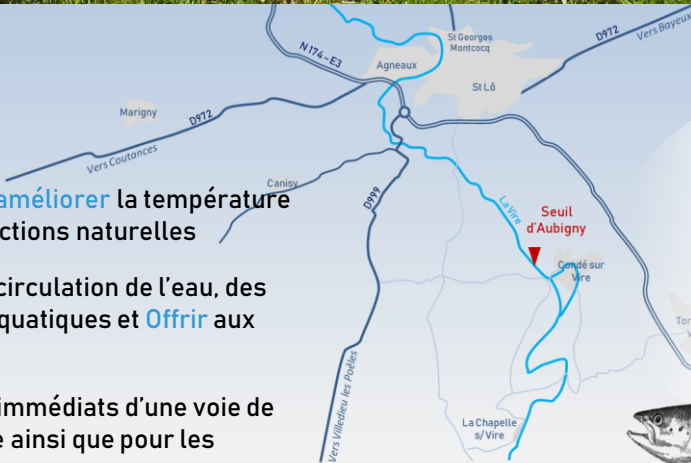 St Georges
Montcocq
D972
Vers Bayeux
N174-E3
Agneaux
St Lô
Marigny
D972
Vers Coutances
Canisy
D999
améliorer la température
ctions naturelles
La Vire
Seuil
d'Aubigny
Condé sur
Vire
circulation de l'eau, des
quatiques et Offrir aux
Vers Villedieu les Poêles
immédiats d'une voie de
e ainsi que pour les
La Chapelle
s/Vire